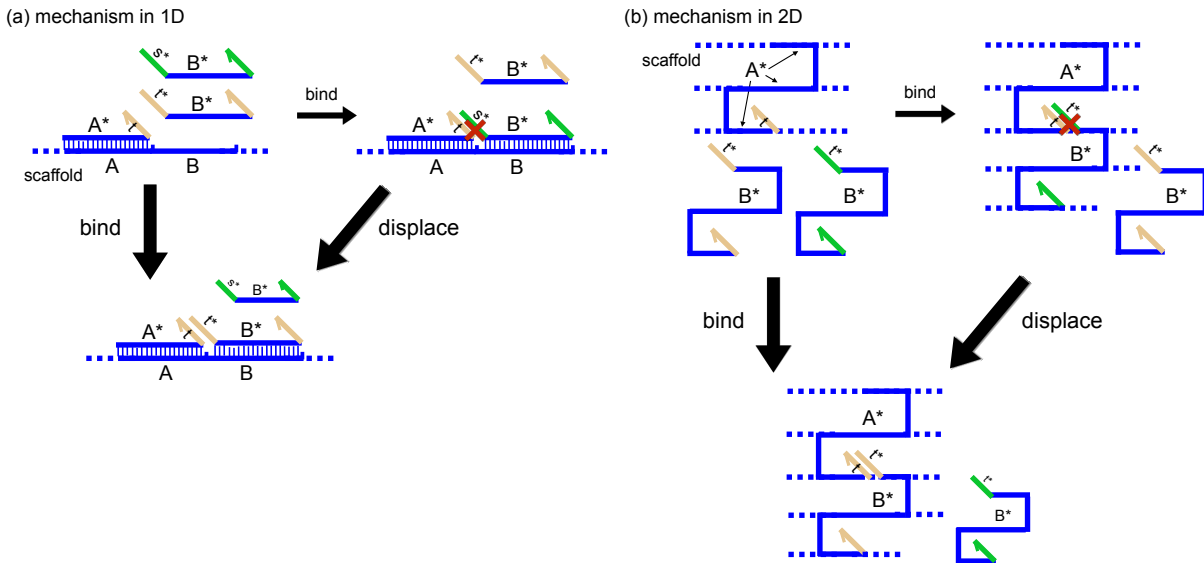 (a) mechanism in 1D
s*
B*
t*
B*
A*
t
A
B
scaffold
bind
t*
B*
A*
t
s*
B*
A
B
bind
displace
s*
B*
A*
t
t*
B*
A
B
(b) mechanism in 2D
scaffold
A*
t
t*
B*
t*
B*
bind
A*
t
t*
B*
t*
B*
bind
displace
A*
t
t*
B*
t*
B*